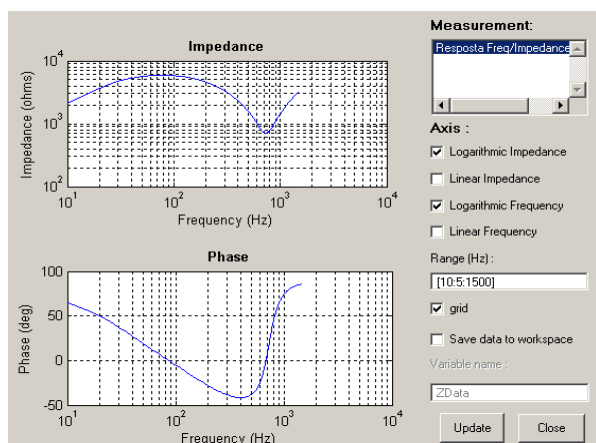 Impedance
10^4
10^3
10^2
Impedance (ohms)
10^1
10^2
10^3
10^4
Frequency (Hz)
Phase
100
50
0
-50
Phase (deg)
10^1
10^2
10^3
10^4
Frequency (Hz)
Measurement:
Resposta Freq/Impedance
Axis :
Logarithmic Impedance
Linear Impedance
Logarithmic Frequency
Linear Frequency
Range (Hz) :
[10:5:1500]
grid
Save data to workspace
Variable name :
ZData
Update
Close